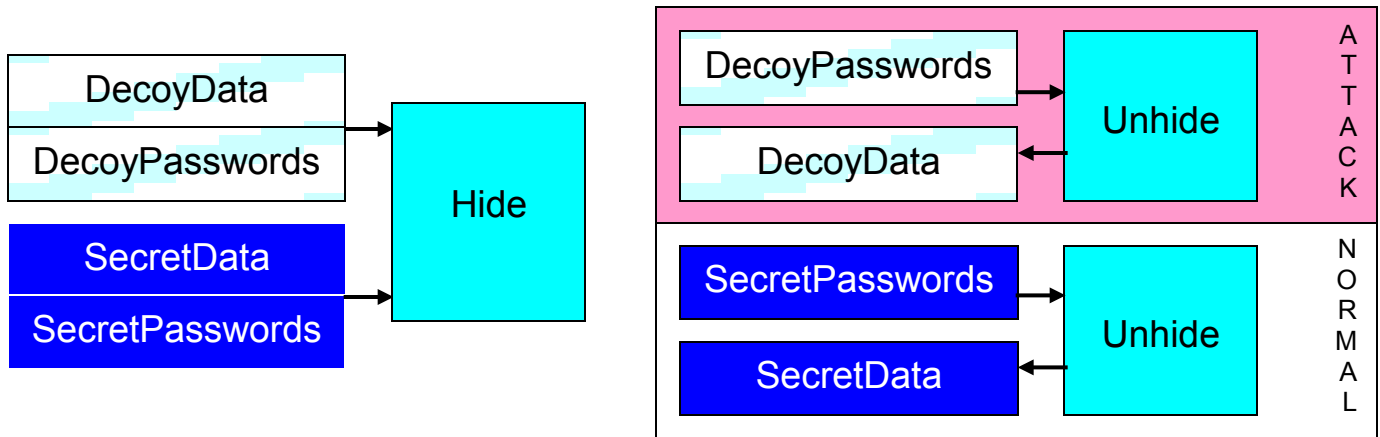 DecoyData
DecoyPasswords
SecretData
SecretPasswords
Hide
DecoyPasswords
DecoyData
Unhide
ATTACK
SecretPasswords
SecretData
Unhide
NORMAL